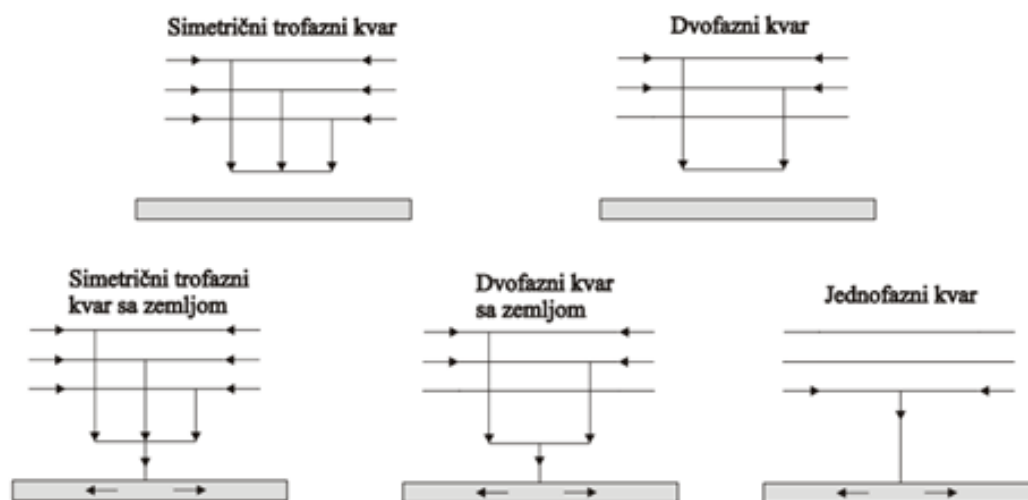 Simetrični trofazni kvar
Dvofazni kvar
Simetrični trofazni
kvar sa zemljom
Dvofazni kvar
sa zemljom
Jednofazni kvar